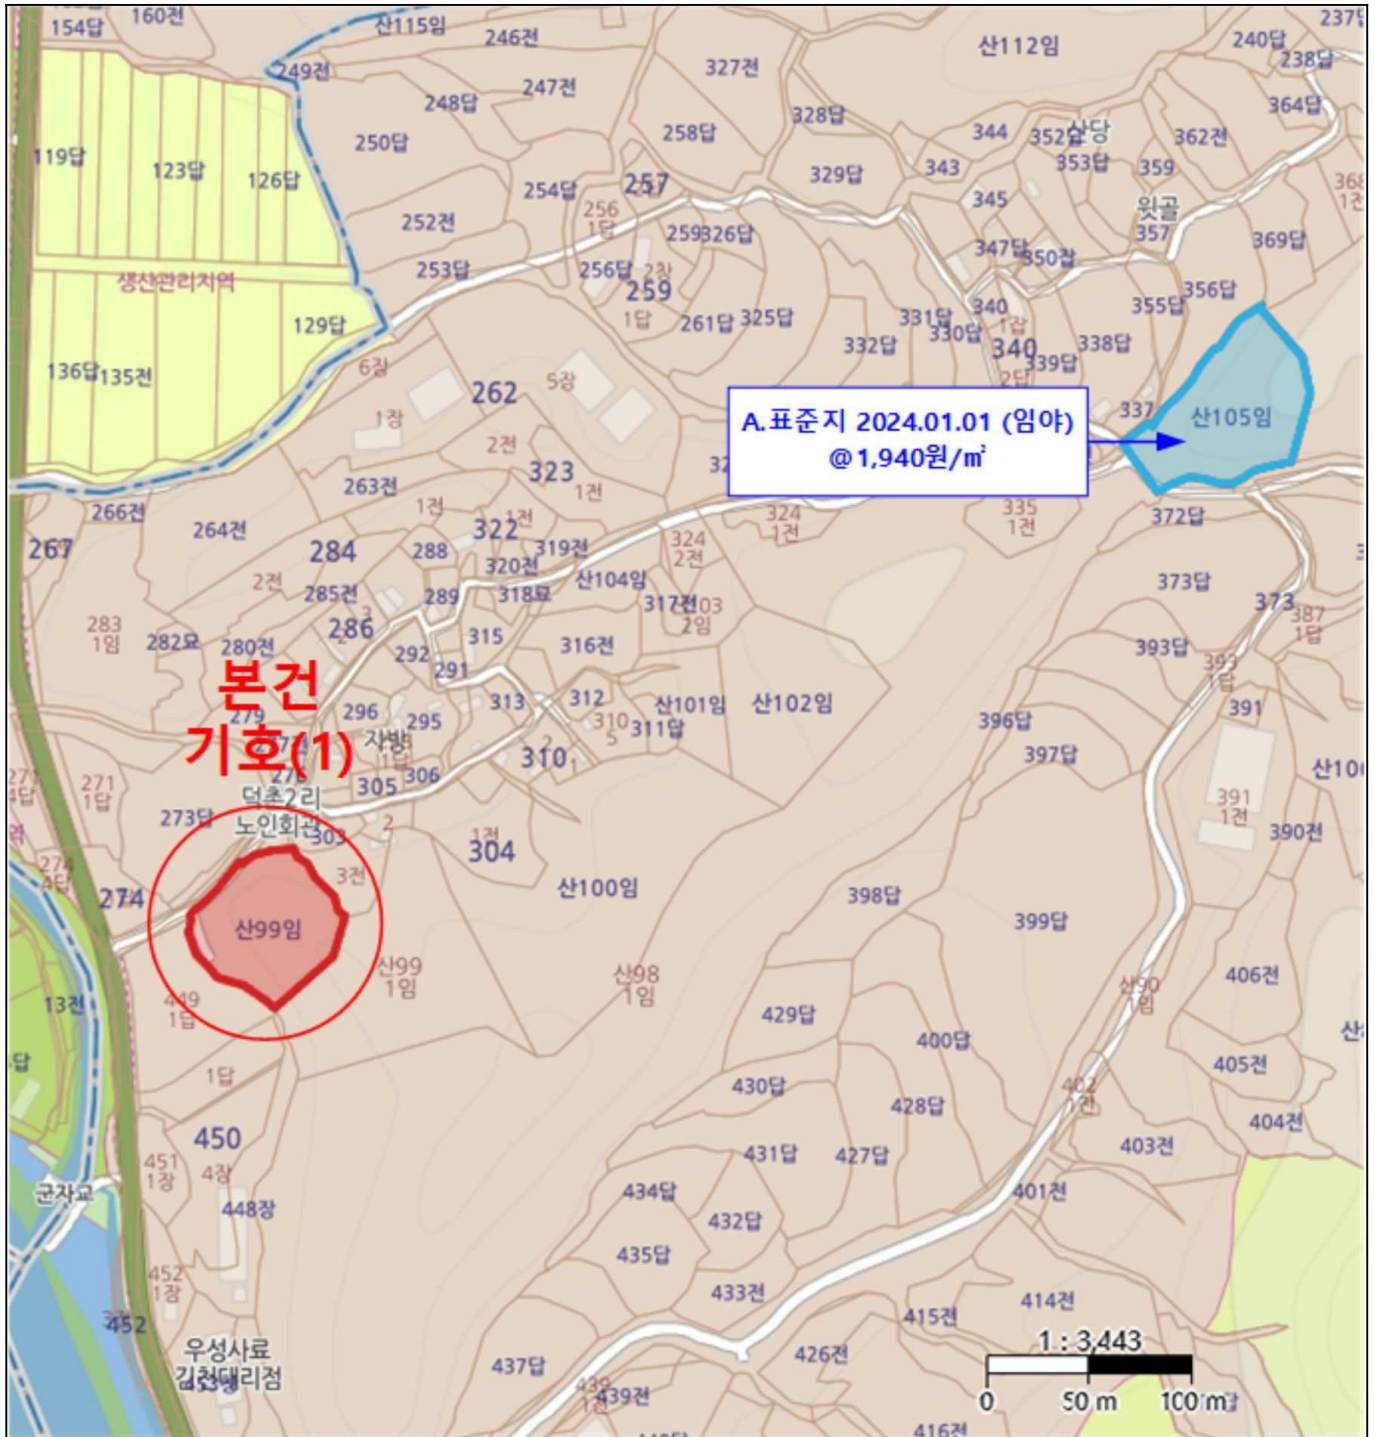 154답
160전
산115임
246전
산112임
240답
238답
249전
327전
247전
248답
328답
364답
250답
258답
344
352답
산당
362전
119답
123답
126답
343
353답
359
254답
257
329답
345
윗골
252전
256
1답
259
326답
347답
350잡
357
369답
253답
256답
2장
생산관리지역
259
356답
129답
1답
261답
325답
331답
330답
340
1잡
355답
332답
340
338답
339답
2답
136답
135전
6장
262
5장
1장
A.표준지 2024.01.01 (임야)
@1,940원/㎡
337
산105임
2전
323
263전
1전
1전
266전
264전
322
1전
324
1전
335
1전
372답
267
284
288
319전
324
2전
320전
2전
285전
289
318묘
산104임
373답
317전
373
387
1답
283
1임
282묘
280전
286
315
316전
2임
393답
292
291
393
1답
본건
기호(1)
279
296
295
313
312
310
5
산101임
311답
산102임
396답
391
자방
397답
310
271
1답
306
305
덕촌2리
노인회관
273답
303
2
1전
304
391
1전
390전
274
4답
274
3전
산100임
398답
399답
산99임
산99
1임
산98
1임
406전
산90
1임
13전
449
1답
429답
400답
405전
1답
430답
428답
402
1전
404전
450
403전
451
1장
4장
431답
427답
군자교
448장
434답
432답
401전
435답
452
1장
433전
414전
415전
452
우성사료
김천대리점
437답
426전
439전
416전
1 : 3,443
0 50 m 100 m